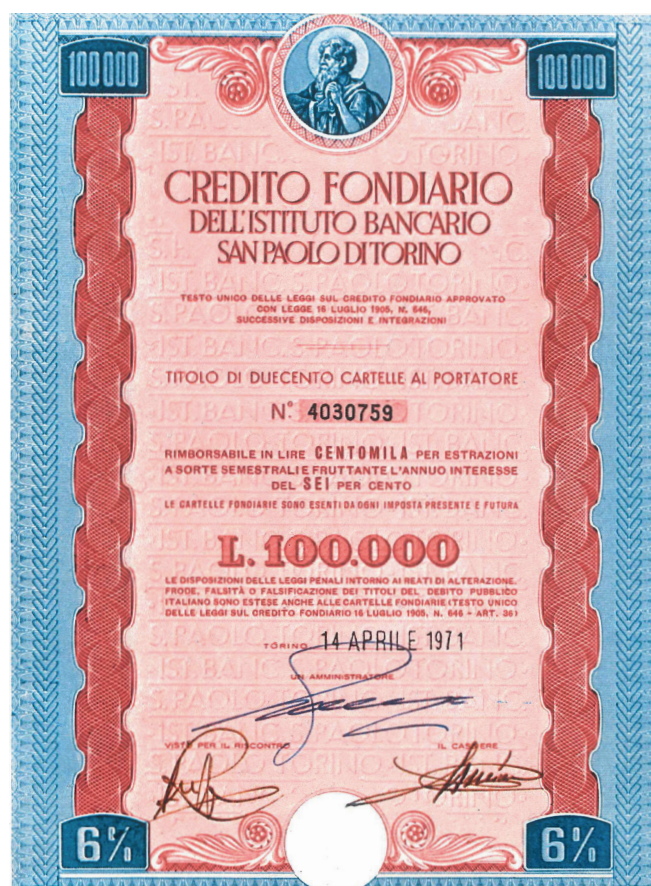 100000 100000
CREDITO FONDIARIO
DELL'ISTITUTO BANCARIO
SAN PAOLO DI TORINO
TESTO UNICO DELLE LEGGI SUL CREDITO FONDIARIO APPROVATO
CON LEGGE 16 LUGLIO 1905, N. 646,
SUCCESSIVE DISPOSIZIONI E INTEGRAZIONI
TITOLO DI DUECENTO CARTELLE AL PORTATORE
N° 4030759
RIMBORSABILE IN LIRE CENTOMILA PER ESTRAZIONI
A SORTE SEMESTRALI E FRUTTANTE L'ANNUO INTERESSE
DEL SEI PER CENTO
LE CARTELLE FONDIARIE SONO ESENTI DA OGNI IMPOSTA PRESENTE E FUTURA
L. 100.000
LE DISPOSIZIONI DELLE LEGGI PENALI INTORNO AI REATI DI ALTERAZIONE,
FRODE, FALSITÀ O FALSIFICAZIONE DEI TITOLI DEL DEBITO PUBBLICO
ITALIANO SONO ESTESE ANCHE ALLE CARTELLE FONDIARIE (TESTO UNICO
DELLE LEGGI SUL CREDITO FONDIARIO 16 LUGLIO 1905, N. 646 - ART. 36)
TORINO 14 APRILE 1971
UN AMMINISTRATORE
VISTO PER IL RISCONTRO IL CASSIERE
6% 6%